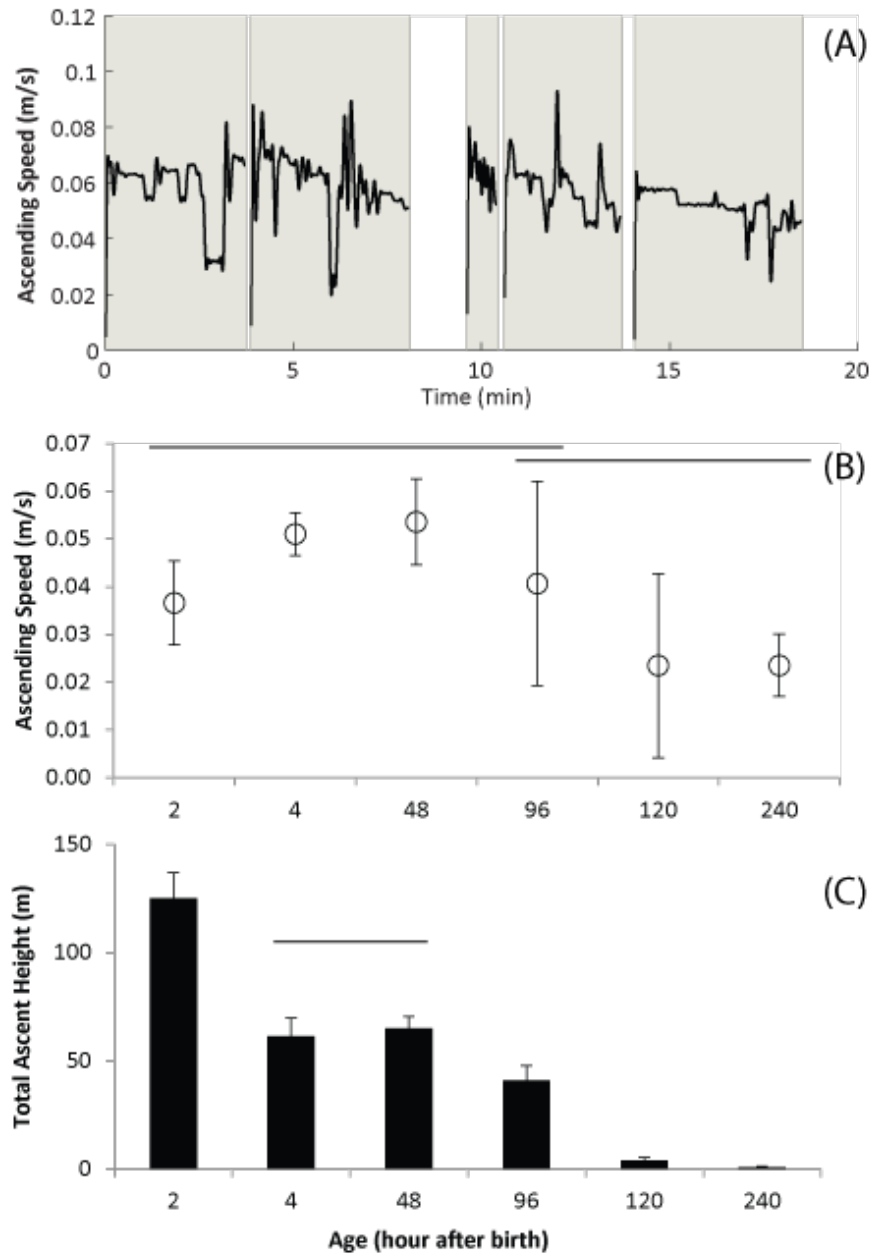 (A)
Ascending Speed (m/s)
0.12
0.1
0.08
0.06
0.04
0.02
0
0 5 10 15 20
Time (min)
(B)
Ascending Speed (m/s)
0.07
0.06
0.05
0.04
0.03
0.02
0.01
0.00
2 4 48 96 120 240
(C)
Total Ascent Height (m)
150
100
50
0
2 4 48 96 120 240
Age (hour after birth)